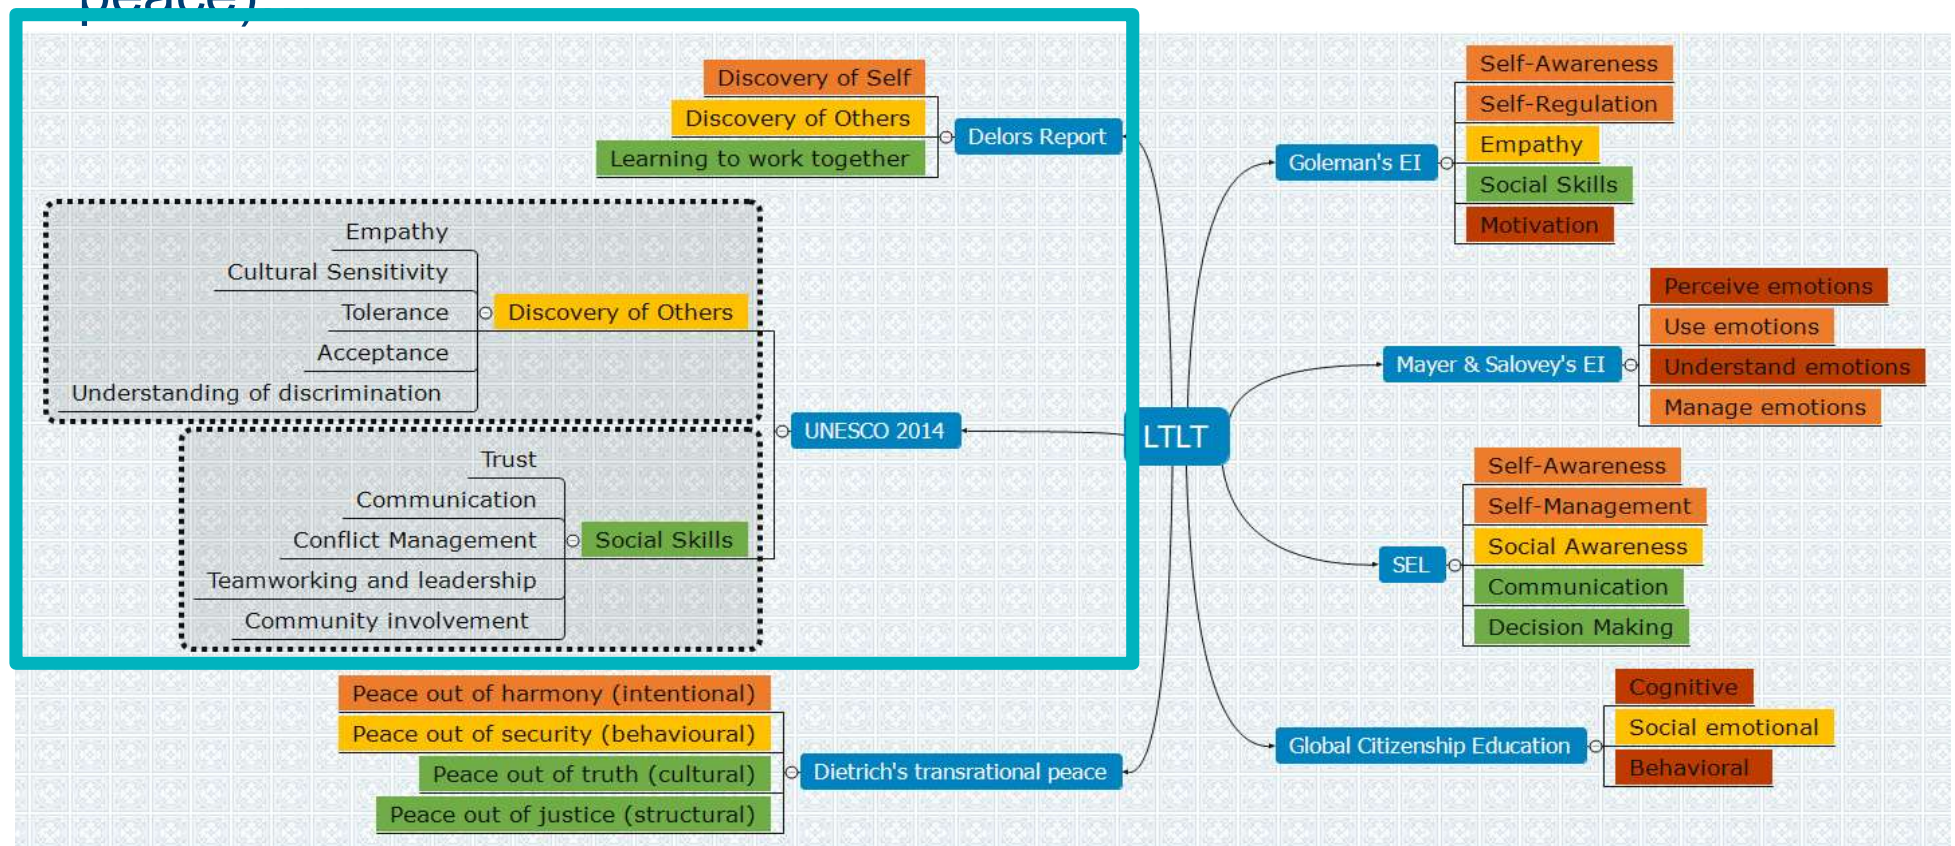 peace)
Discovery of Self
Discovery of Others
Learning to work together
Delors Report
Empathy
Cultural Sensitivity
Tolerance
Acceptance
Understanding of discrimination
Discovery of Others
Trust
Communication
Conflict Management
Teamworking and leadership
Community involvement
Social Skills
UNESCO 2014
Peace out of harmony (intentional)
Peace out of security (behavioural)
Peace out of truth (cultural)
Peace out of justice (structural)
Dietrich's transrational peace
LTLT
Goleman's EI
Self-Awareness
Self-Regulation
Empathy
Social Skills
Motivation
Mayer & Salovey's EI
Perceive emotions
Use emotions
Understand emotions
Manage emotions
SEL
Self-Awareness
Self-Management
Social Awareness
Communication
Decision Making
Global Citizenship Education
Cognitive
Social emotional
Behavioral